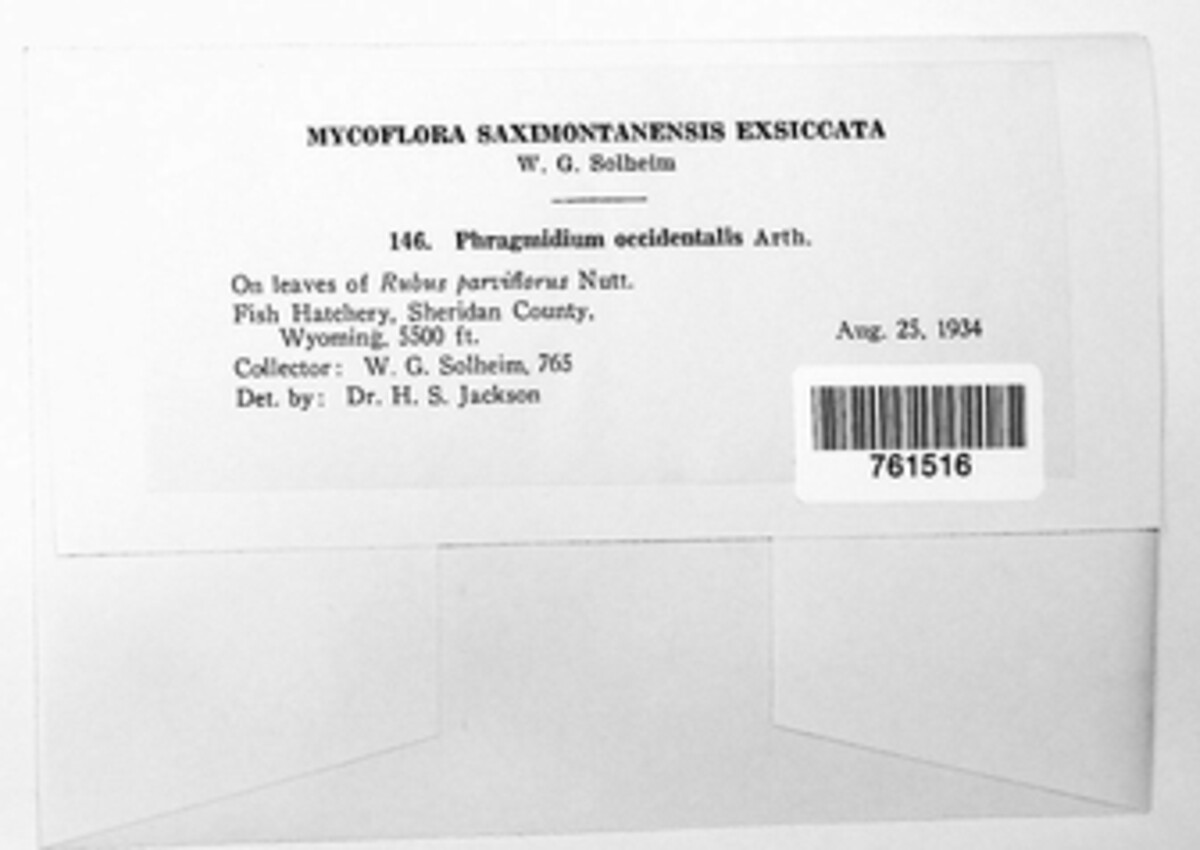 MYCOFLORA SAXIMONTANENSIS EXSICCATA
W. G. Solheim
146. Phragmidium occidentalis Arth.
On leaves of Rubus parviflorus Nutt.
Fish Hatchery, Sheridan County,
Wyoming, 5500 ft.
Aug. 25, 1934
Collector: W. G. Solheim, 765
Det. by: Dr. H. S. Jackson
761516